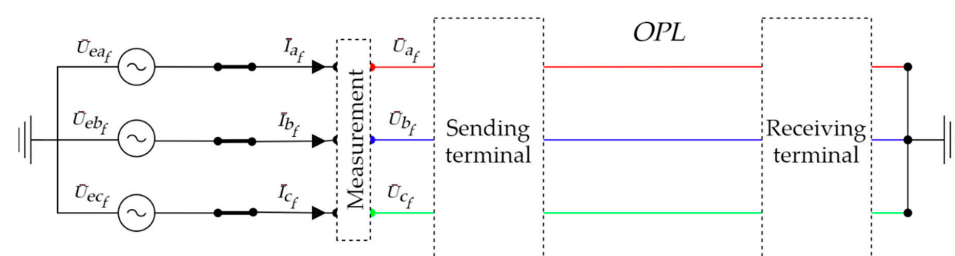 OPL
Ūea_f
Īa_f
Ūa_f
Ūeb_f
Īb_f
Ūb_f
Measurement
Sending
terminal
Receiving
terminal
Ūec_f
Īc_f
Ūc_f